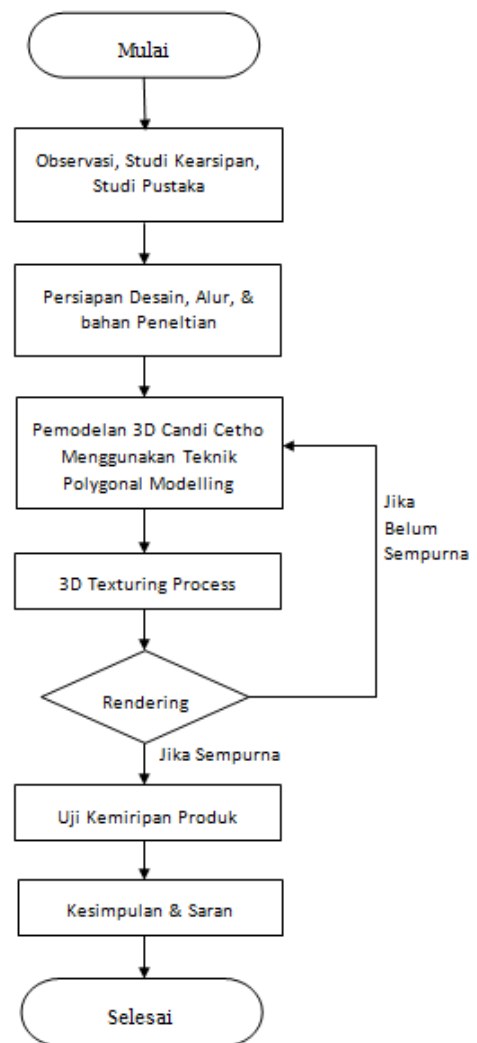 Mulai
Observasi, Studi Kearsipan,
Studi Pustaka
Persiapan Desain, Alur, &
bahan Peneltian
Pemodelan 3D Candi Cetho
Menggunakan Teknik
Polygonal Modelling
Jika
Belum
Sempurna
3D Texturing Process
Rendering
Jika Sempurna
Uji Kemiripan Produk
Kesimpulan & Saran
Selesai